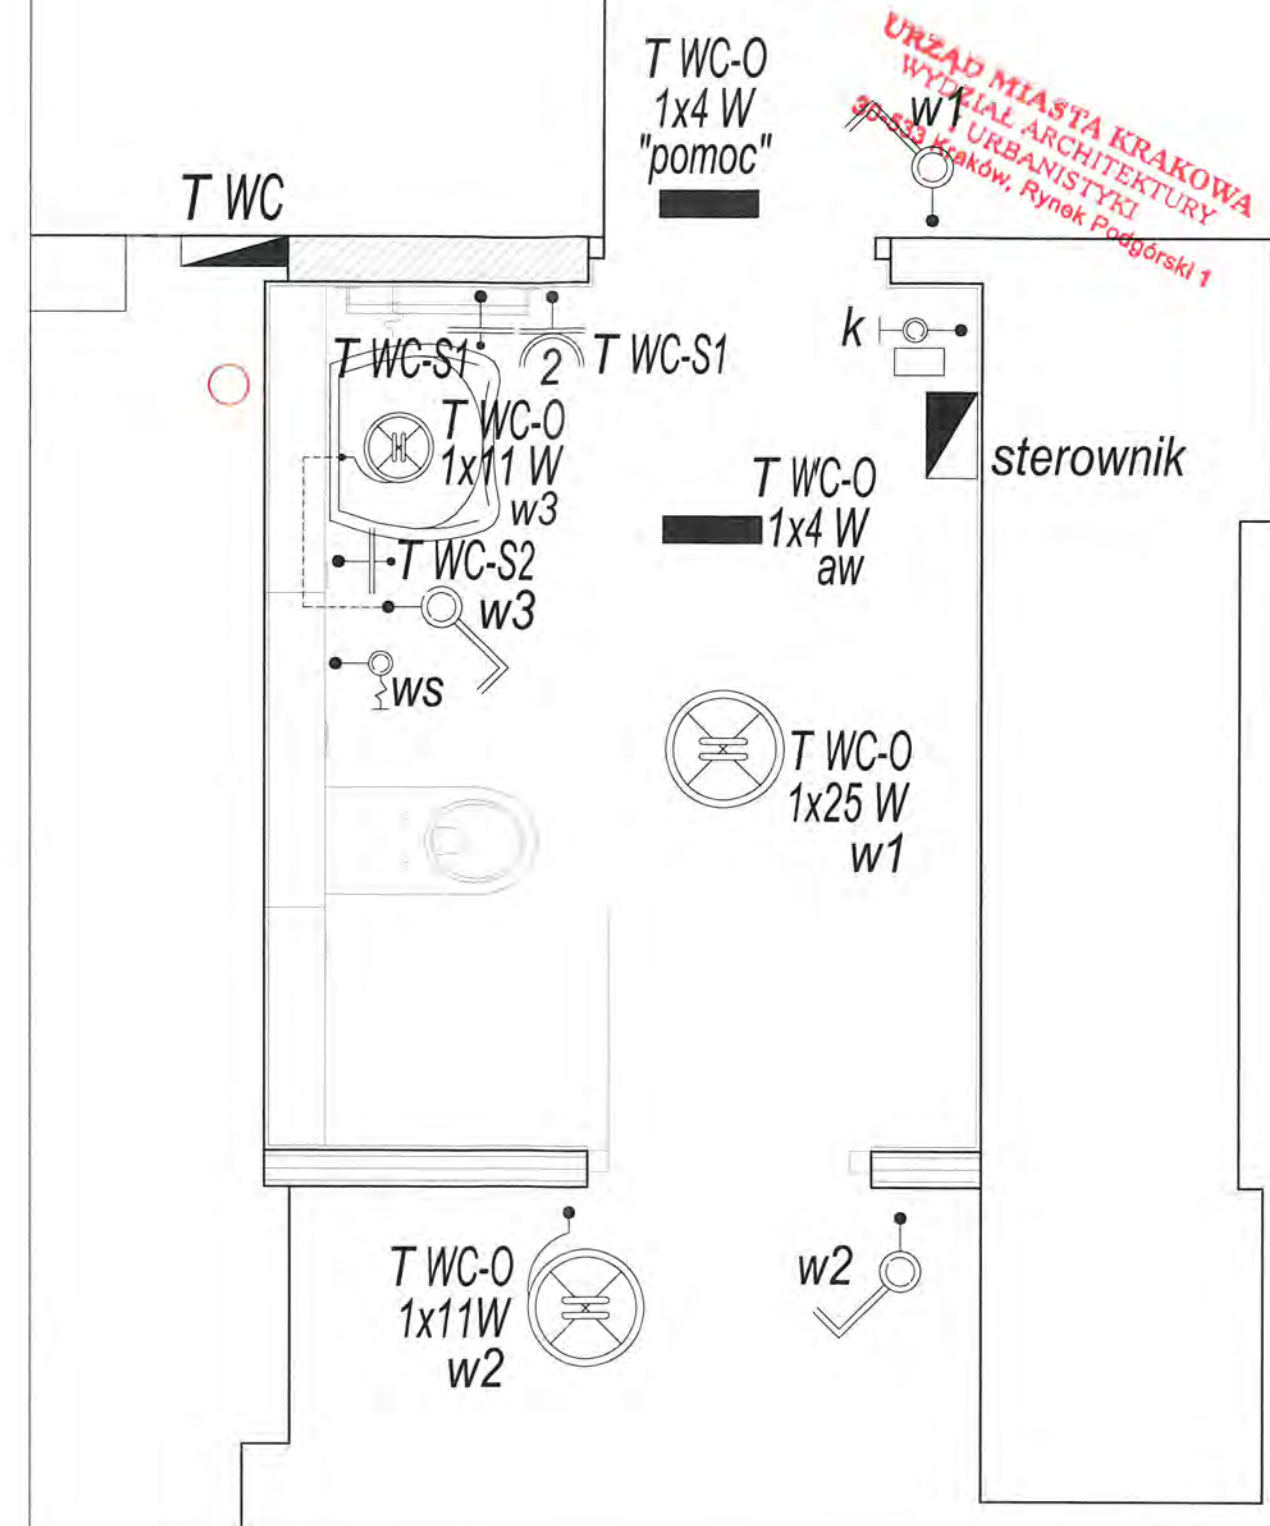 T WC-O
1x4 W
"pomoc"
URZĄD MIASTA KRAKOWA
WYDZIAŁ ARCHITEKTURY
I URBANISTYKI
30-533 Kraków, Rynek Podgórski 1
w1
T WC
k
T WC-S1
2
T WC-S1
T WC-O
1x11 W
w3
sterownik
T WC-O
1x4 W
aw
T WC-S2
w3
ws
T WC-O
1x25 W
w1
T WC-O
1x11W
w2
w2